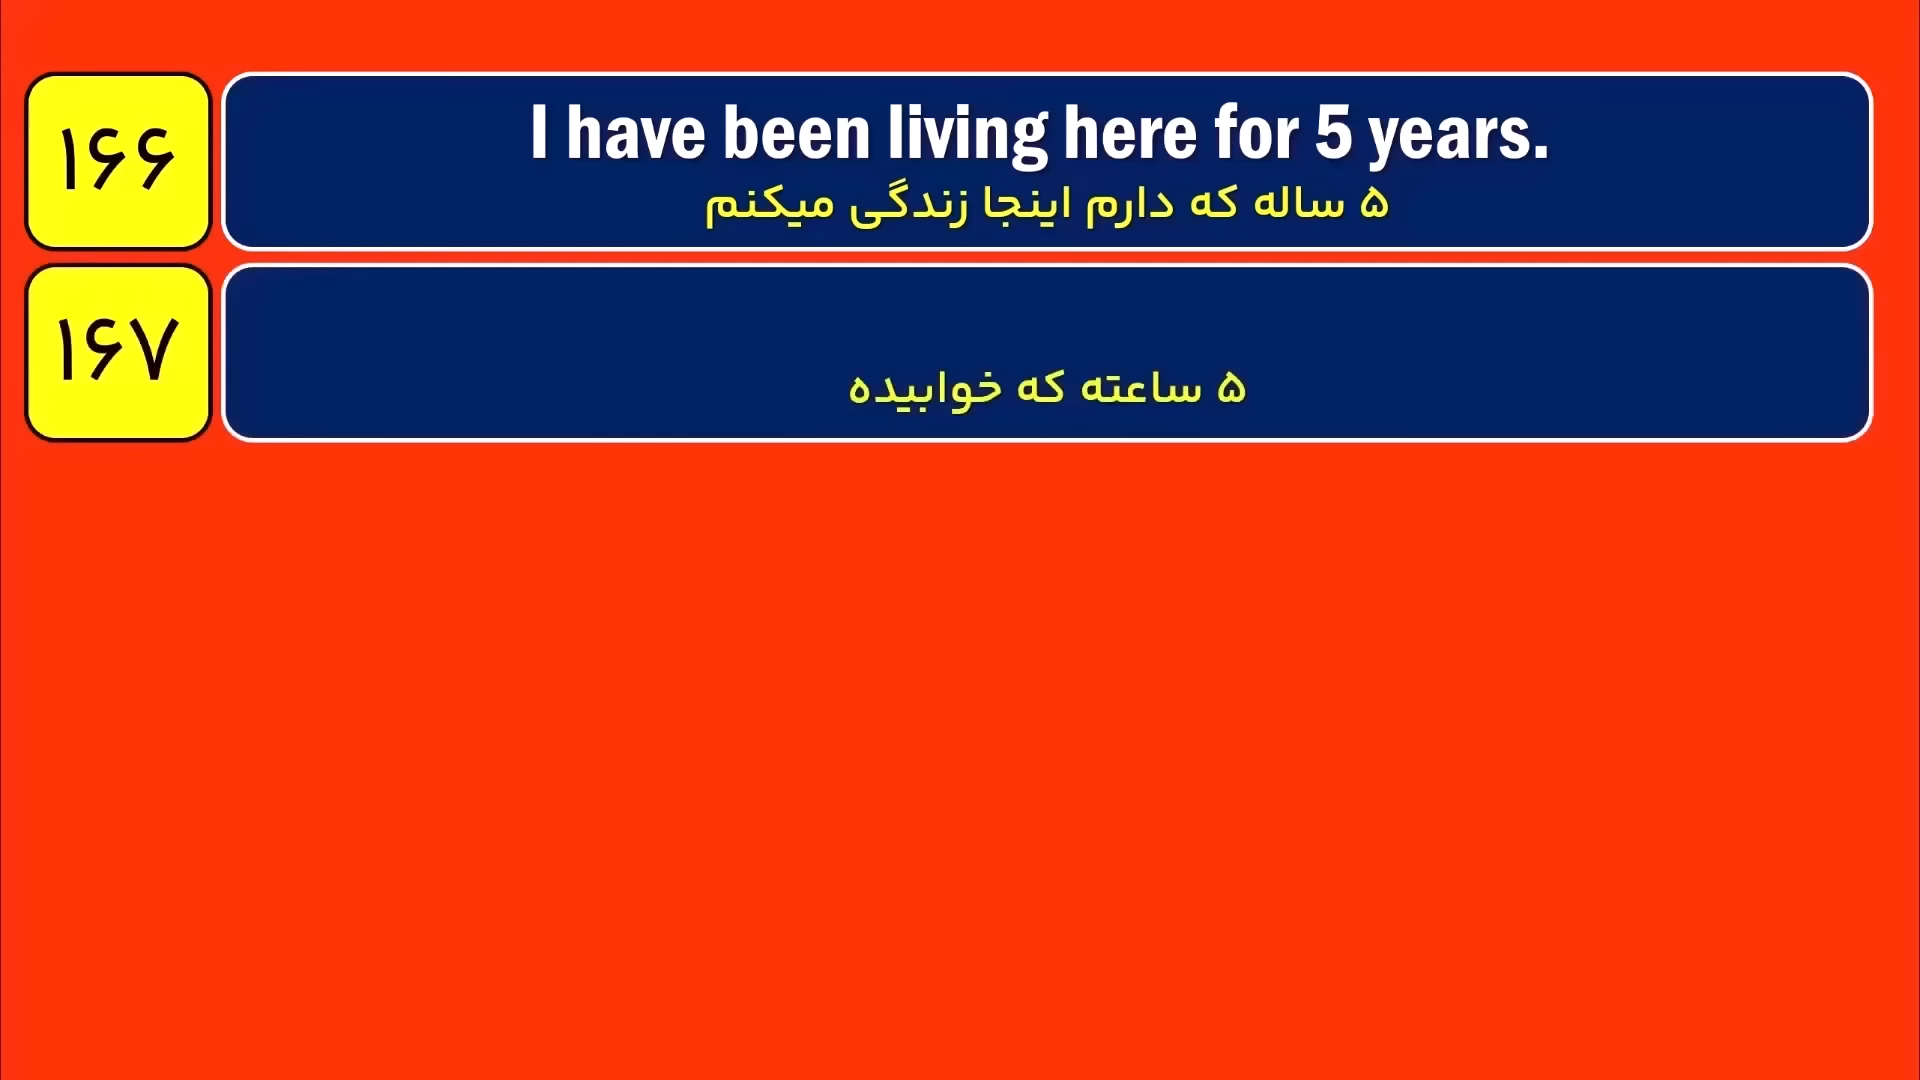 ۱۶۶
I have been living here for 5 years.
۵ ساله که دارم اینجا زندگی میکنم
۱۶۷
۵ ساعته که خوابیده